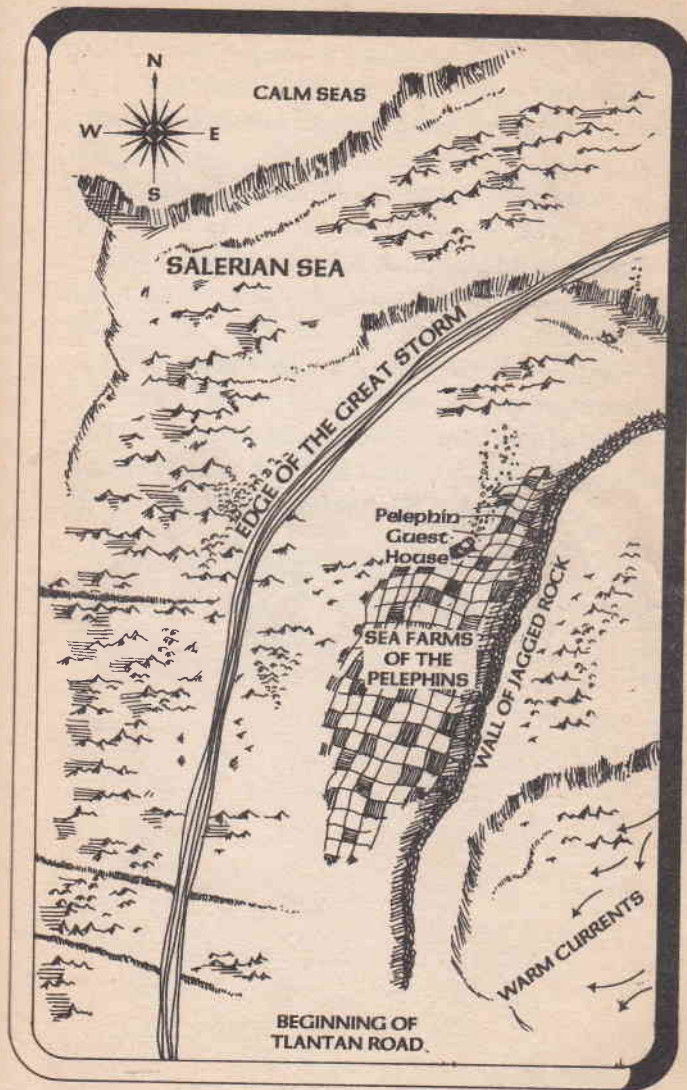 N
CALM SEAS
W
E
S
SALERIAN SEA
EDGE OF THE GREAT STORM
Pelephin
Guest
House
SEA FARMS
OF THE
PELEPHINS
WALL OF JAGGED ROCK
WARM CURRENTS
BEGINNING OF
TLANTAN ROAD